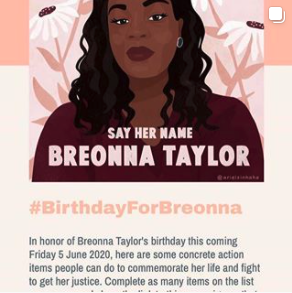 SAY HER NAME
BREONNA TAYLOR
#BirthdayForBreonna
In honor of Breonna Taylor's birthday this coming
Friday 5 June 2020, here are some concrete action
items people can do to commemorate her life and fight
to get her justice. Complete as many items on the list